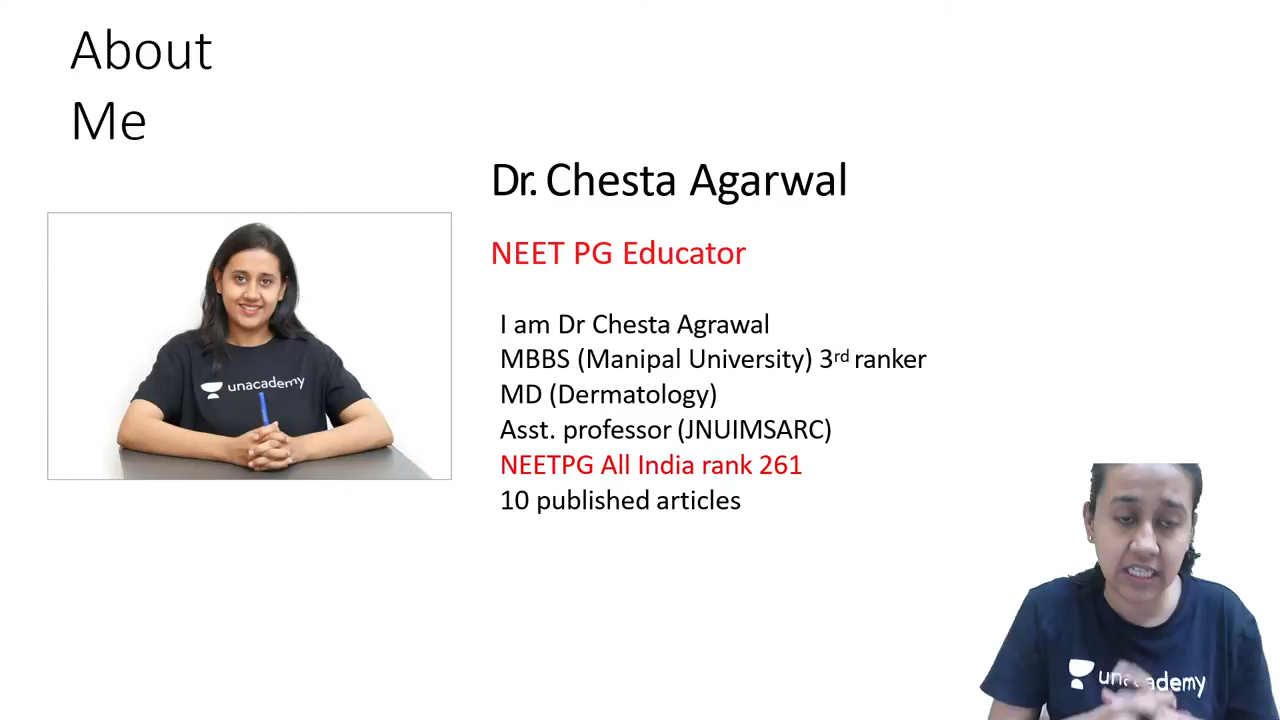 About
Me
Dr. Chesta Agarwal
NEET PG Educator
I am Dr Chesta Agrawal
MBBS (Manipal University) 3rd ranker
MD (Dermatology)
Asst. professor (JNUIMSARC)
NEETPG All India rank 261
10 published articles
unacademy
unacademy